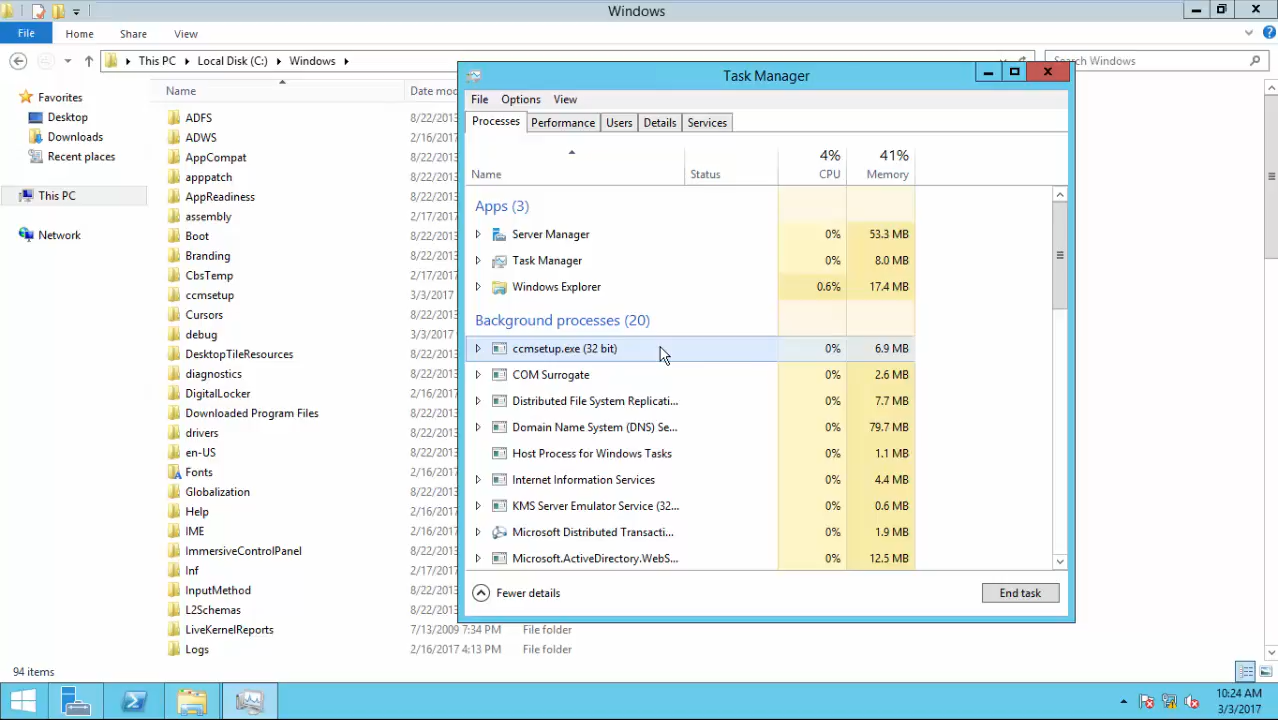 Windows
File Home Share View
This PC Local Disk (C:) Windows
Search Windows
Favorites
Desktop
Downloads
Recent places
This PC
Network
Name Date mod
ADFS 8/22/2013
ADWS 2/16/2017
AppCompat 8/22/2013
apppatch 8/22/2013
AppReadiness 8/22/2013
assembly 2/17/2017
Boot 8/22/2013
Branding 8/22/2013
CbsTemp 2/17/2017
ccmsetup 3/3/2017
Cursors 8/22/2013
debug 3/3/2017
DesktopTileResources 8/22/2013
diagnostics 8/22/2013
DigitalLocker 2/16/2017
Downloaded Program Files 8/22/2013
drivers 8/22/2013
en-US 8/22/2013
Fonts 2/16/2017
Globalization 8/22/2013
Help 2/16/2017
IME 2/16/2017
ImmersiveControlPanel 8/22/2013
Inf 2/16/2017
InputMethod 8/22/2013
L2Schemas 8/22/2013
LiveKernelReports 7/13/2009 7:34 PM File folder
Logs 2/16/2017 4:13 PM File folder
94 items
Task Manager
File Options View
Processes Performance Users Details Services
4% 41%
Name Status CPU Memory
Apps (3)
Server Manager 0% 53.3 MB
Task Manager 0% 8.0 MB
Windows Explorer 0.6% 17.4 MB
Background processes (20)
ccmsetup.exe (32 bit) 0% 6.9 MB
COM Surrogate 0% 2.6 MB
Distributed File System Replicati... 0% 7.7 MB
Domain Name System (DNS) Se... 0% 79.7 MB
Host Process for Windows Tasks 0% 1.1 MB
Internet Information Services 0% 4.4 MB
KMS Server Emulator Service (32... 0% 0.6 MB
Microsoft Distributed Transacti... 0% 1.9 MB
Microsoft.ActiveDirectory.WebS... 0% 12.5 MB
Fewer details End task
10:24 AM
3/3/2017